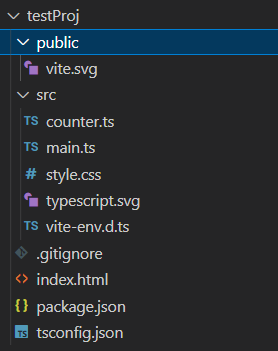 testProj
public
vite.svg
src
TS counter.ts
TS main.ts
# style.css
typescript.svg
TS vite-env.d.ts
.gitignore
<> index.html
{} package.json
TS tsconfig.json